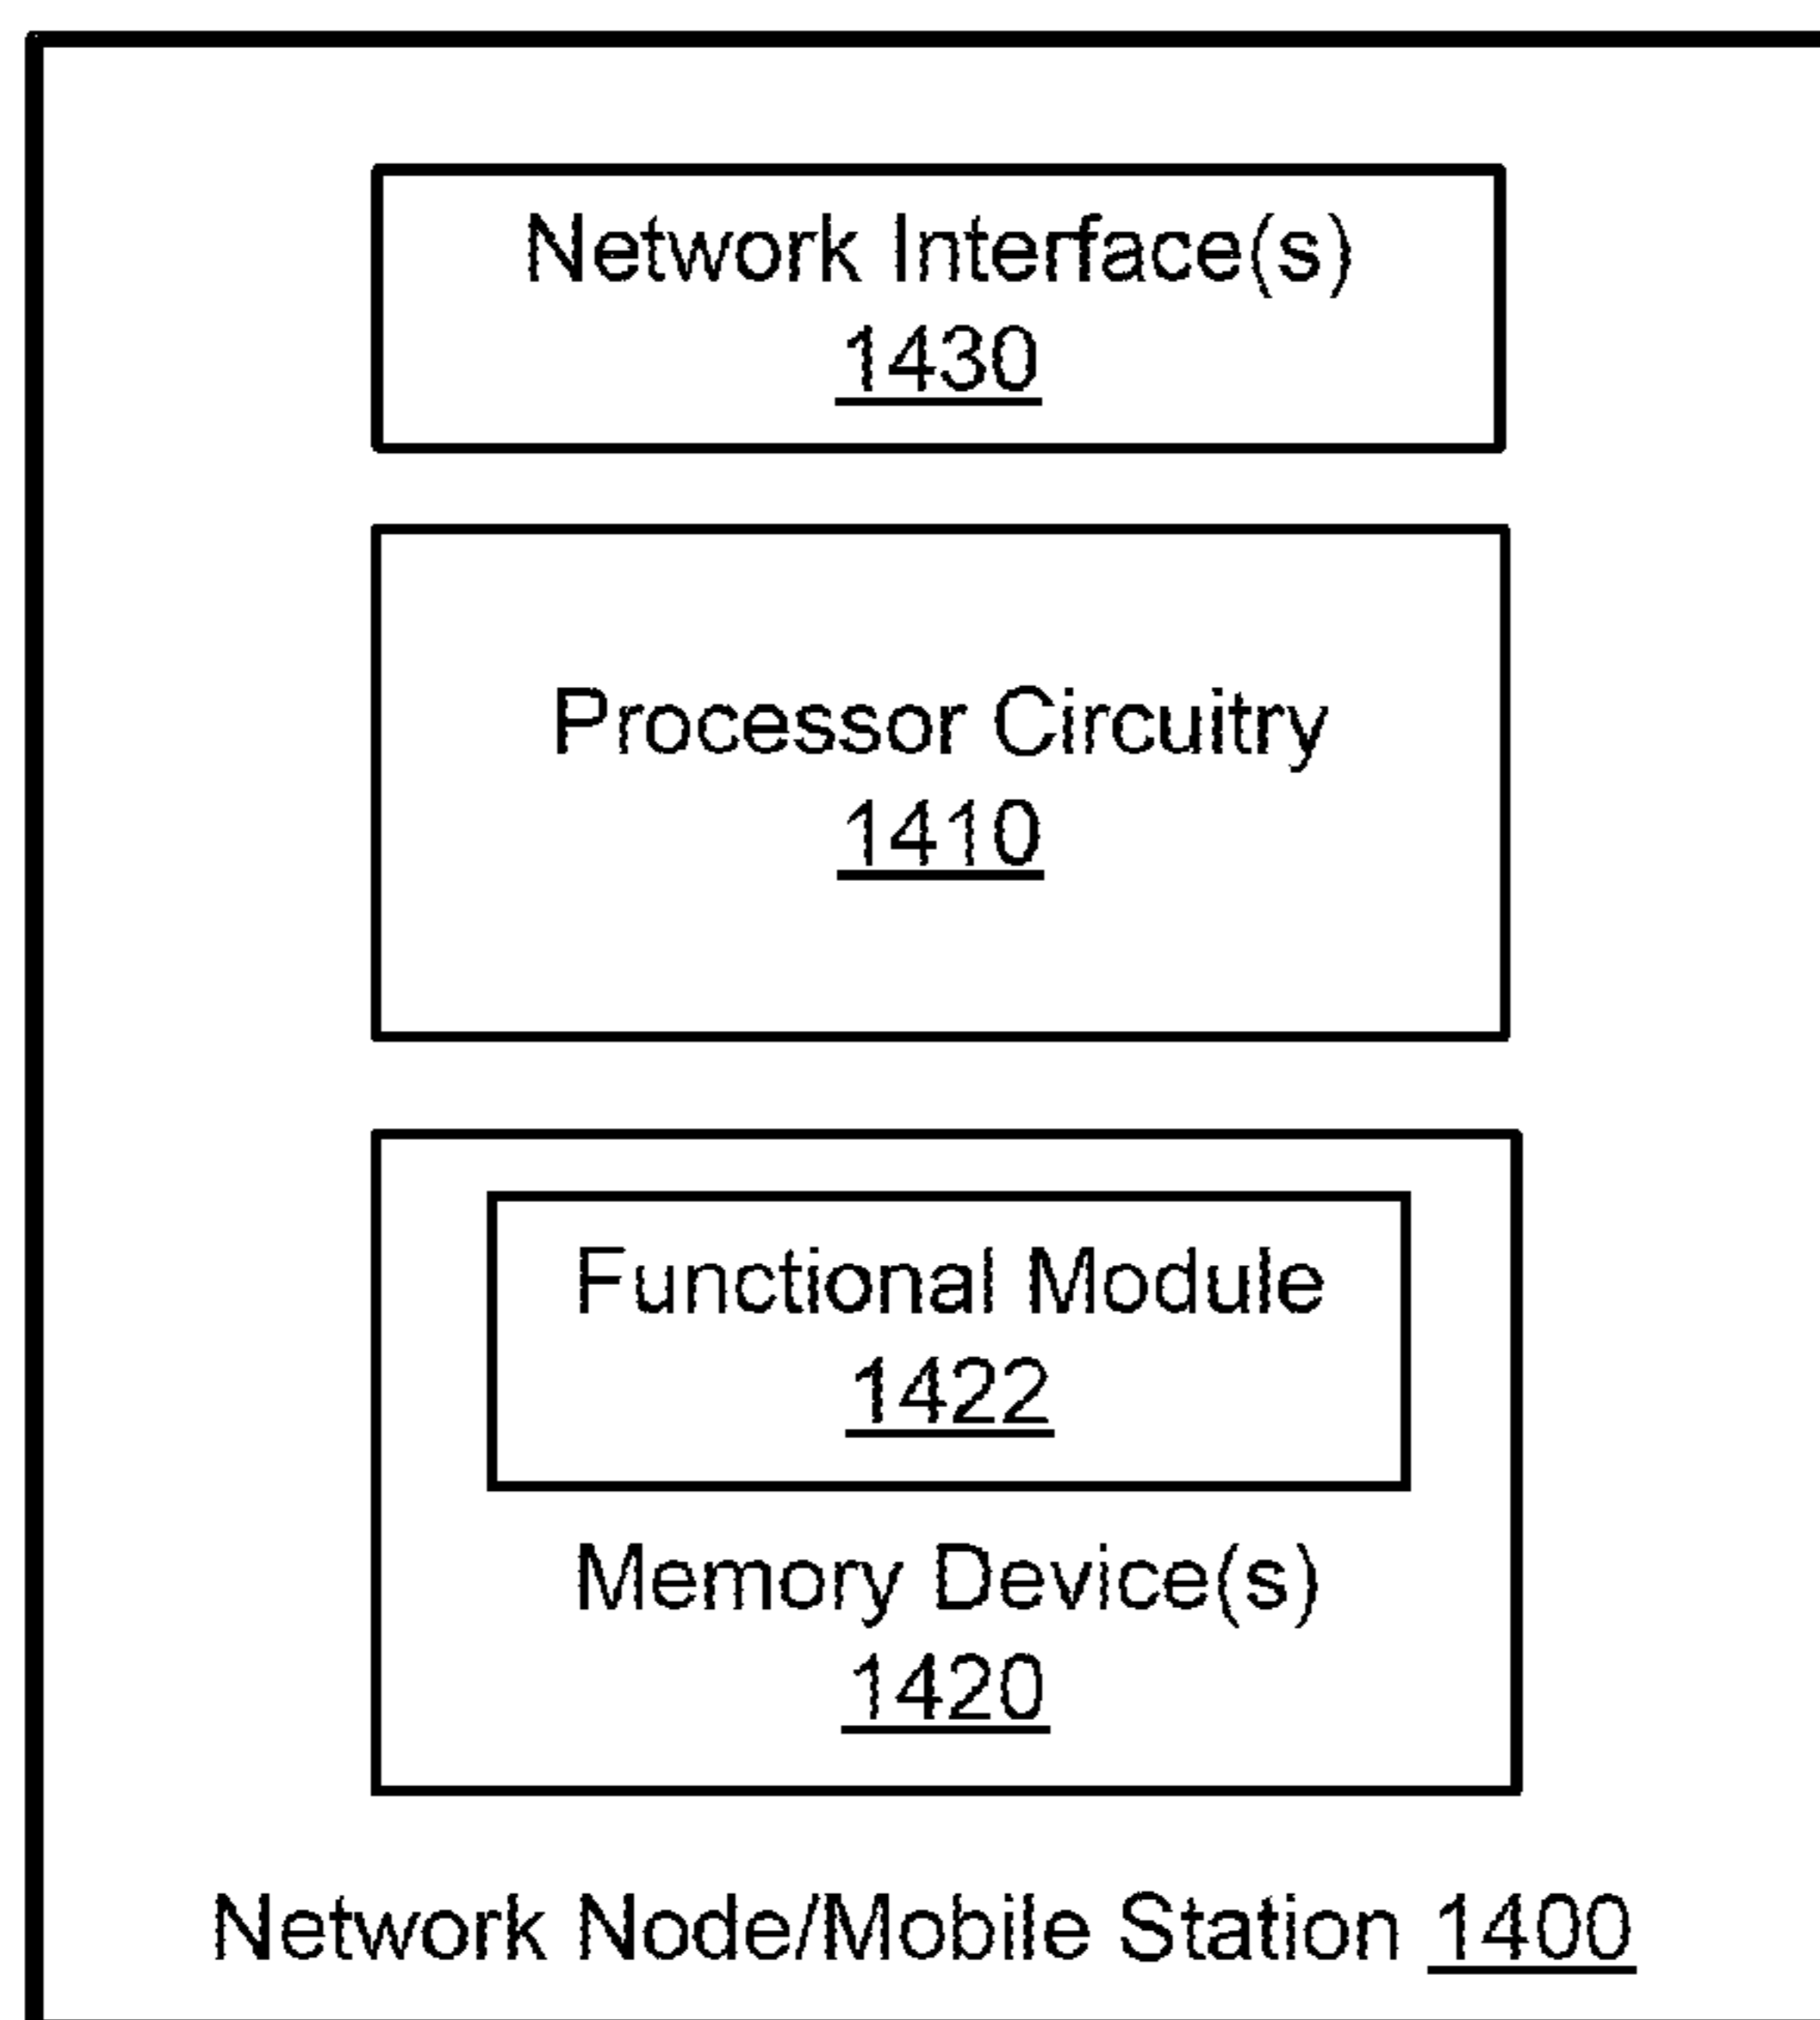 Network Interface(s)
1430
Processor Circuitry
1410
Functional Module
1422
Memory Device(s)
1420
Network Node/Mobile Station 1400